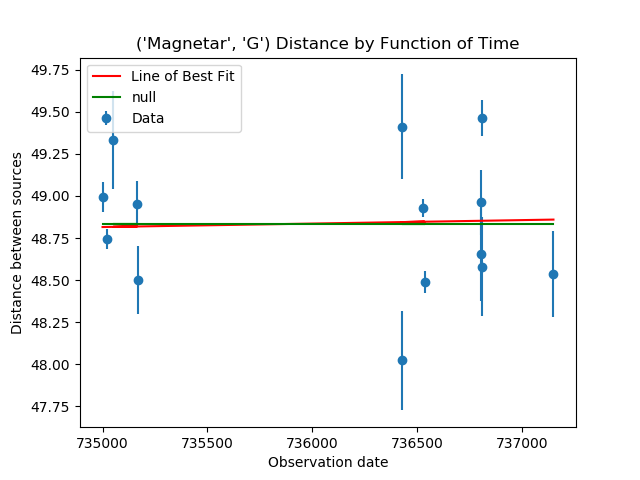 ('Magnetar', 'G') Distance by Function of Time
Line of Best Fit
null
Data
Distance between sources
49.75
49.50
49.25
49.00
48.75
48.50
48.25
48.00
47.75
735000 735500 736000 736500 737000
Observation date